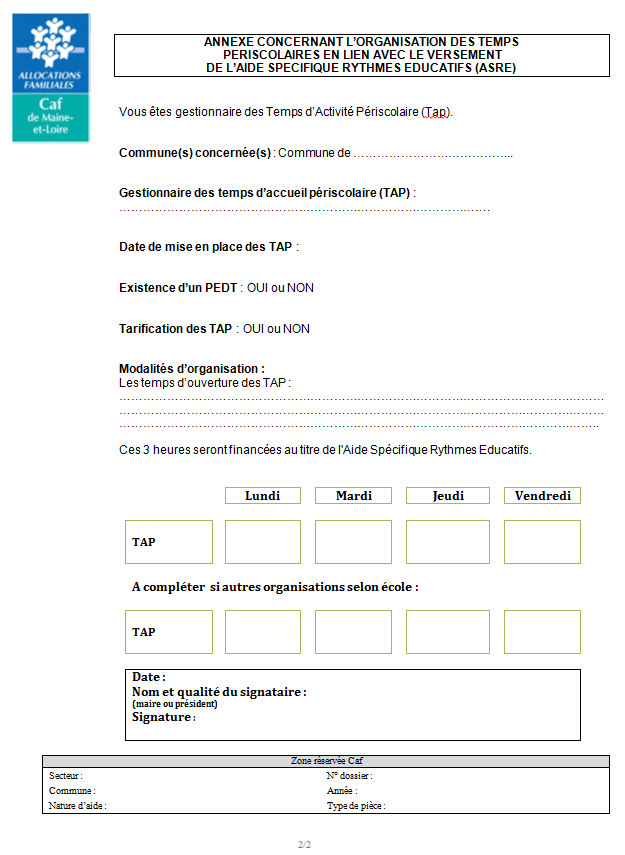 ALLOCATIONS
FAMILIALES
Caf
de Maine-
et-Loire
ANNEXE CONCERNANT L’ORGANISATION DES TEMPS
PERISCOLAIRES EN LIEN AVEC LE VERSEMENT
DE L’AIDE SPECIFIQUE RYTHMES EDUCATIFS (ASRE)
Vous êtes gestionnaire des Temps d’Activité Périscolaire (Tap).
Commune(s) concernée(s) : Commune de …………………………………..
Gestionnaire des temps d’accueil périscolaire (TAP) :
………………………………………………………………………………….
Date de mise en place des TAP :
Existence d’un PEDT : OUI ou NON
Tarification des TAP : OUI ou NON
Modalités d’organisation :
Les temps d’ouverture des TAP :
……………………………………………………………………………………………………………
……………………………………………………………………………………………………………
…………………………………………………………………………………………………………..
Ces 3 heures seront financées au titre de l'Aide Spécifique Rythmes Educatifs.
Lundi Mardi Jeudi Vendredi
TAP
A compléter si autres organisations selon école :
TAP
Date :
Nom et qualité du signataire :
(maire ou président)
Signature :
Zone réservée Caf
Secteur : N° dossier :
Commune : Année :
Nature d’aide : Type de pièce :
2/2